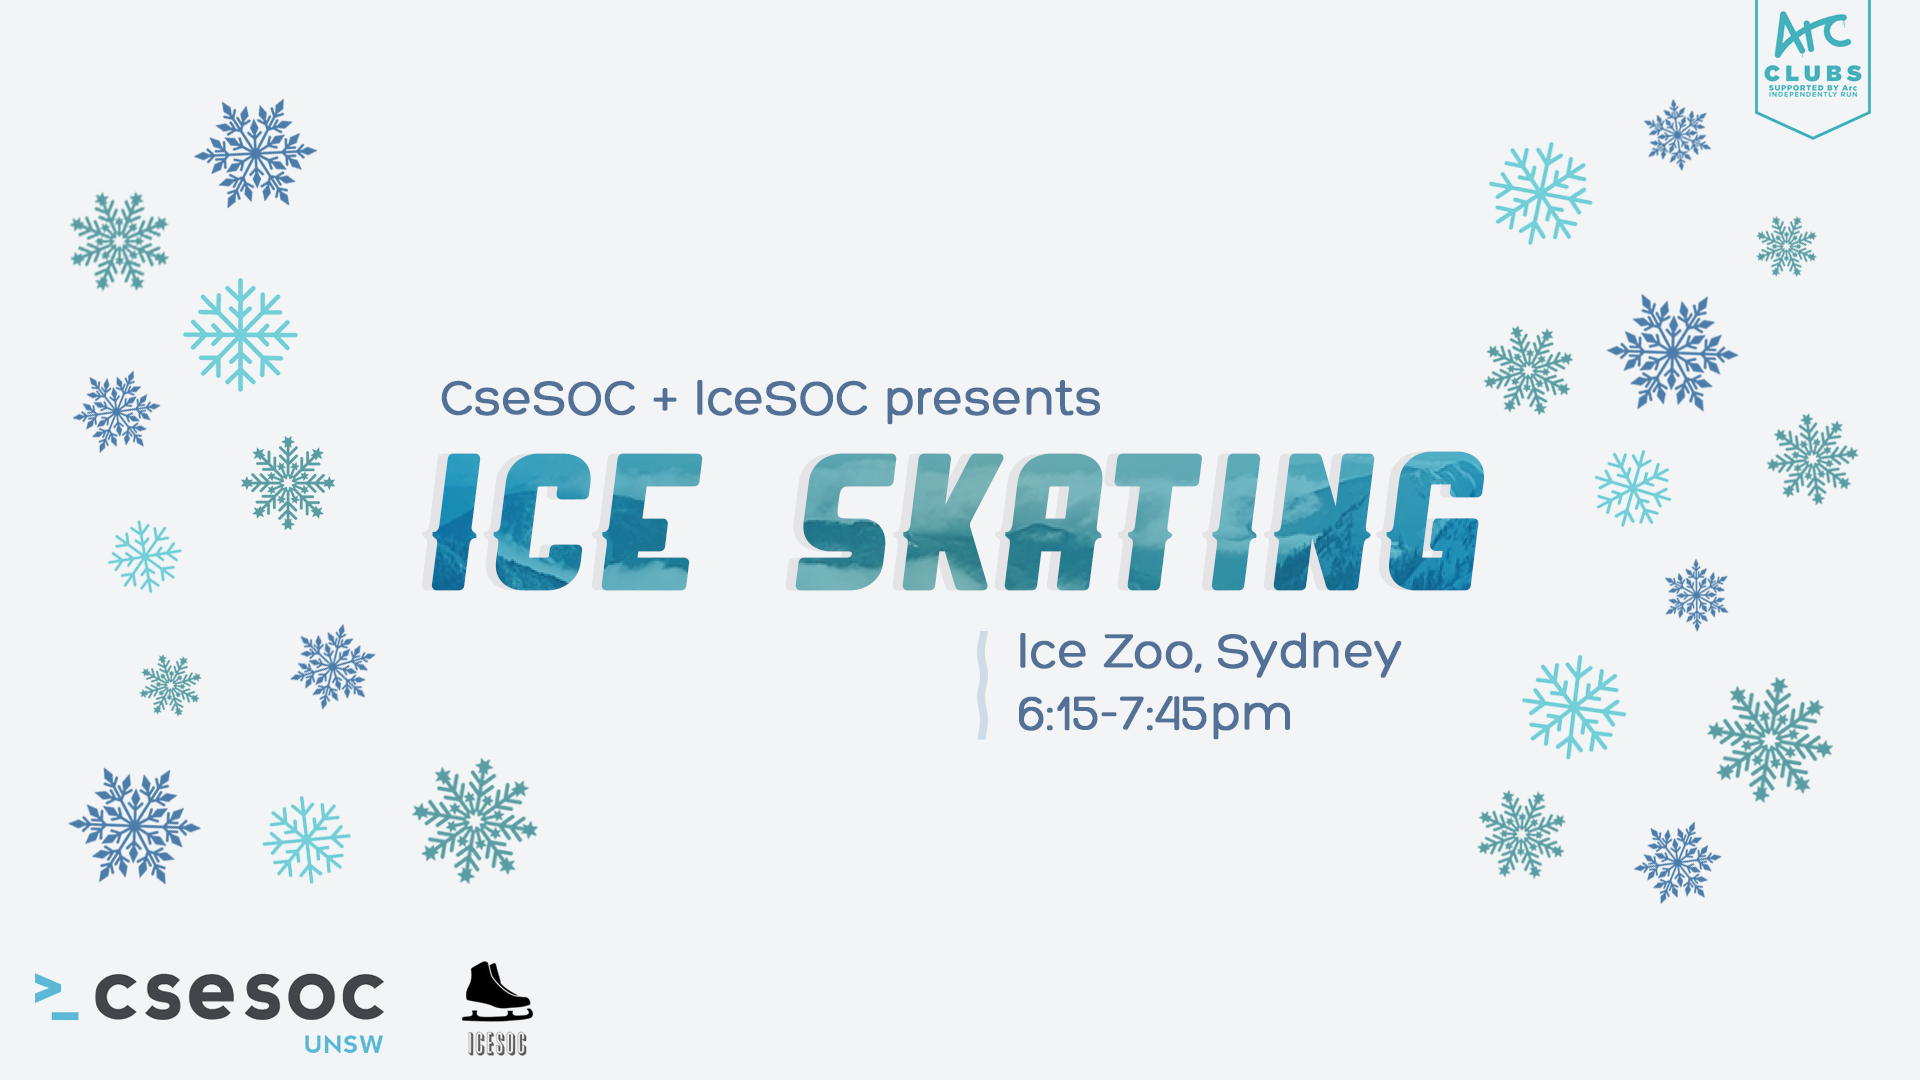 Arc
CLUBS
SUPPORTED BY Arc
INDEPENDENTLY RUN
CseSOC + IceSOC presents
ICE SKATING
Ice Zoo, Sydney
6:15-7:45pm
>_ csesoc
UNSW
ICESOC